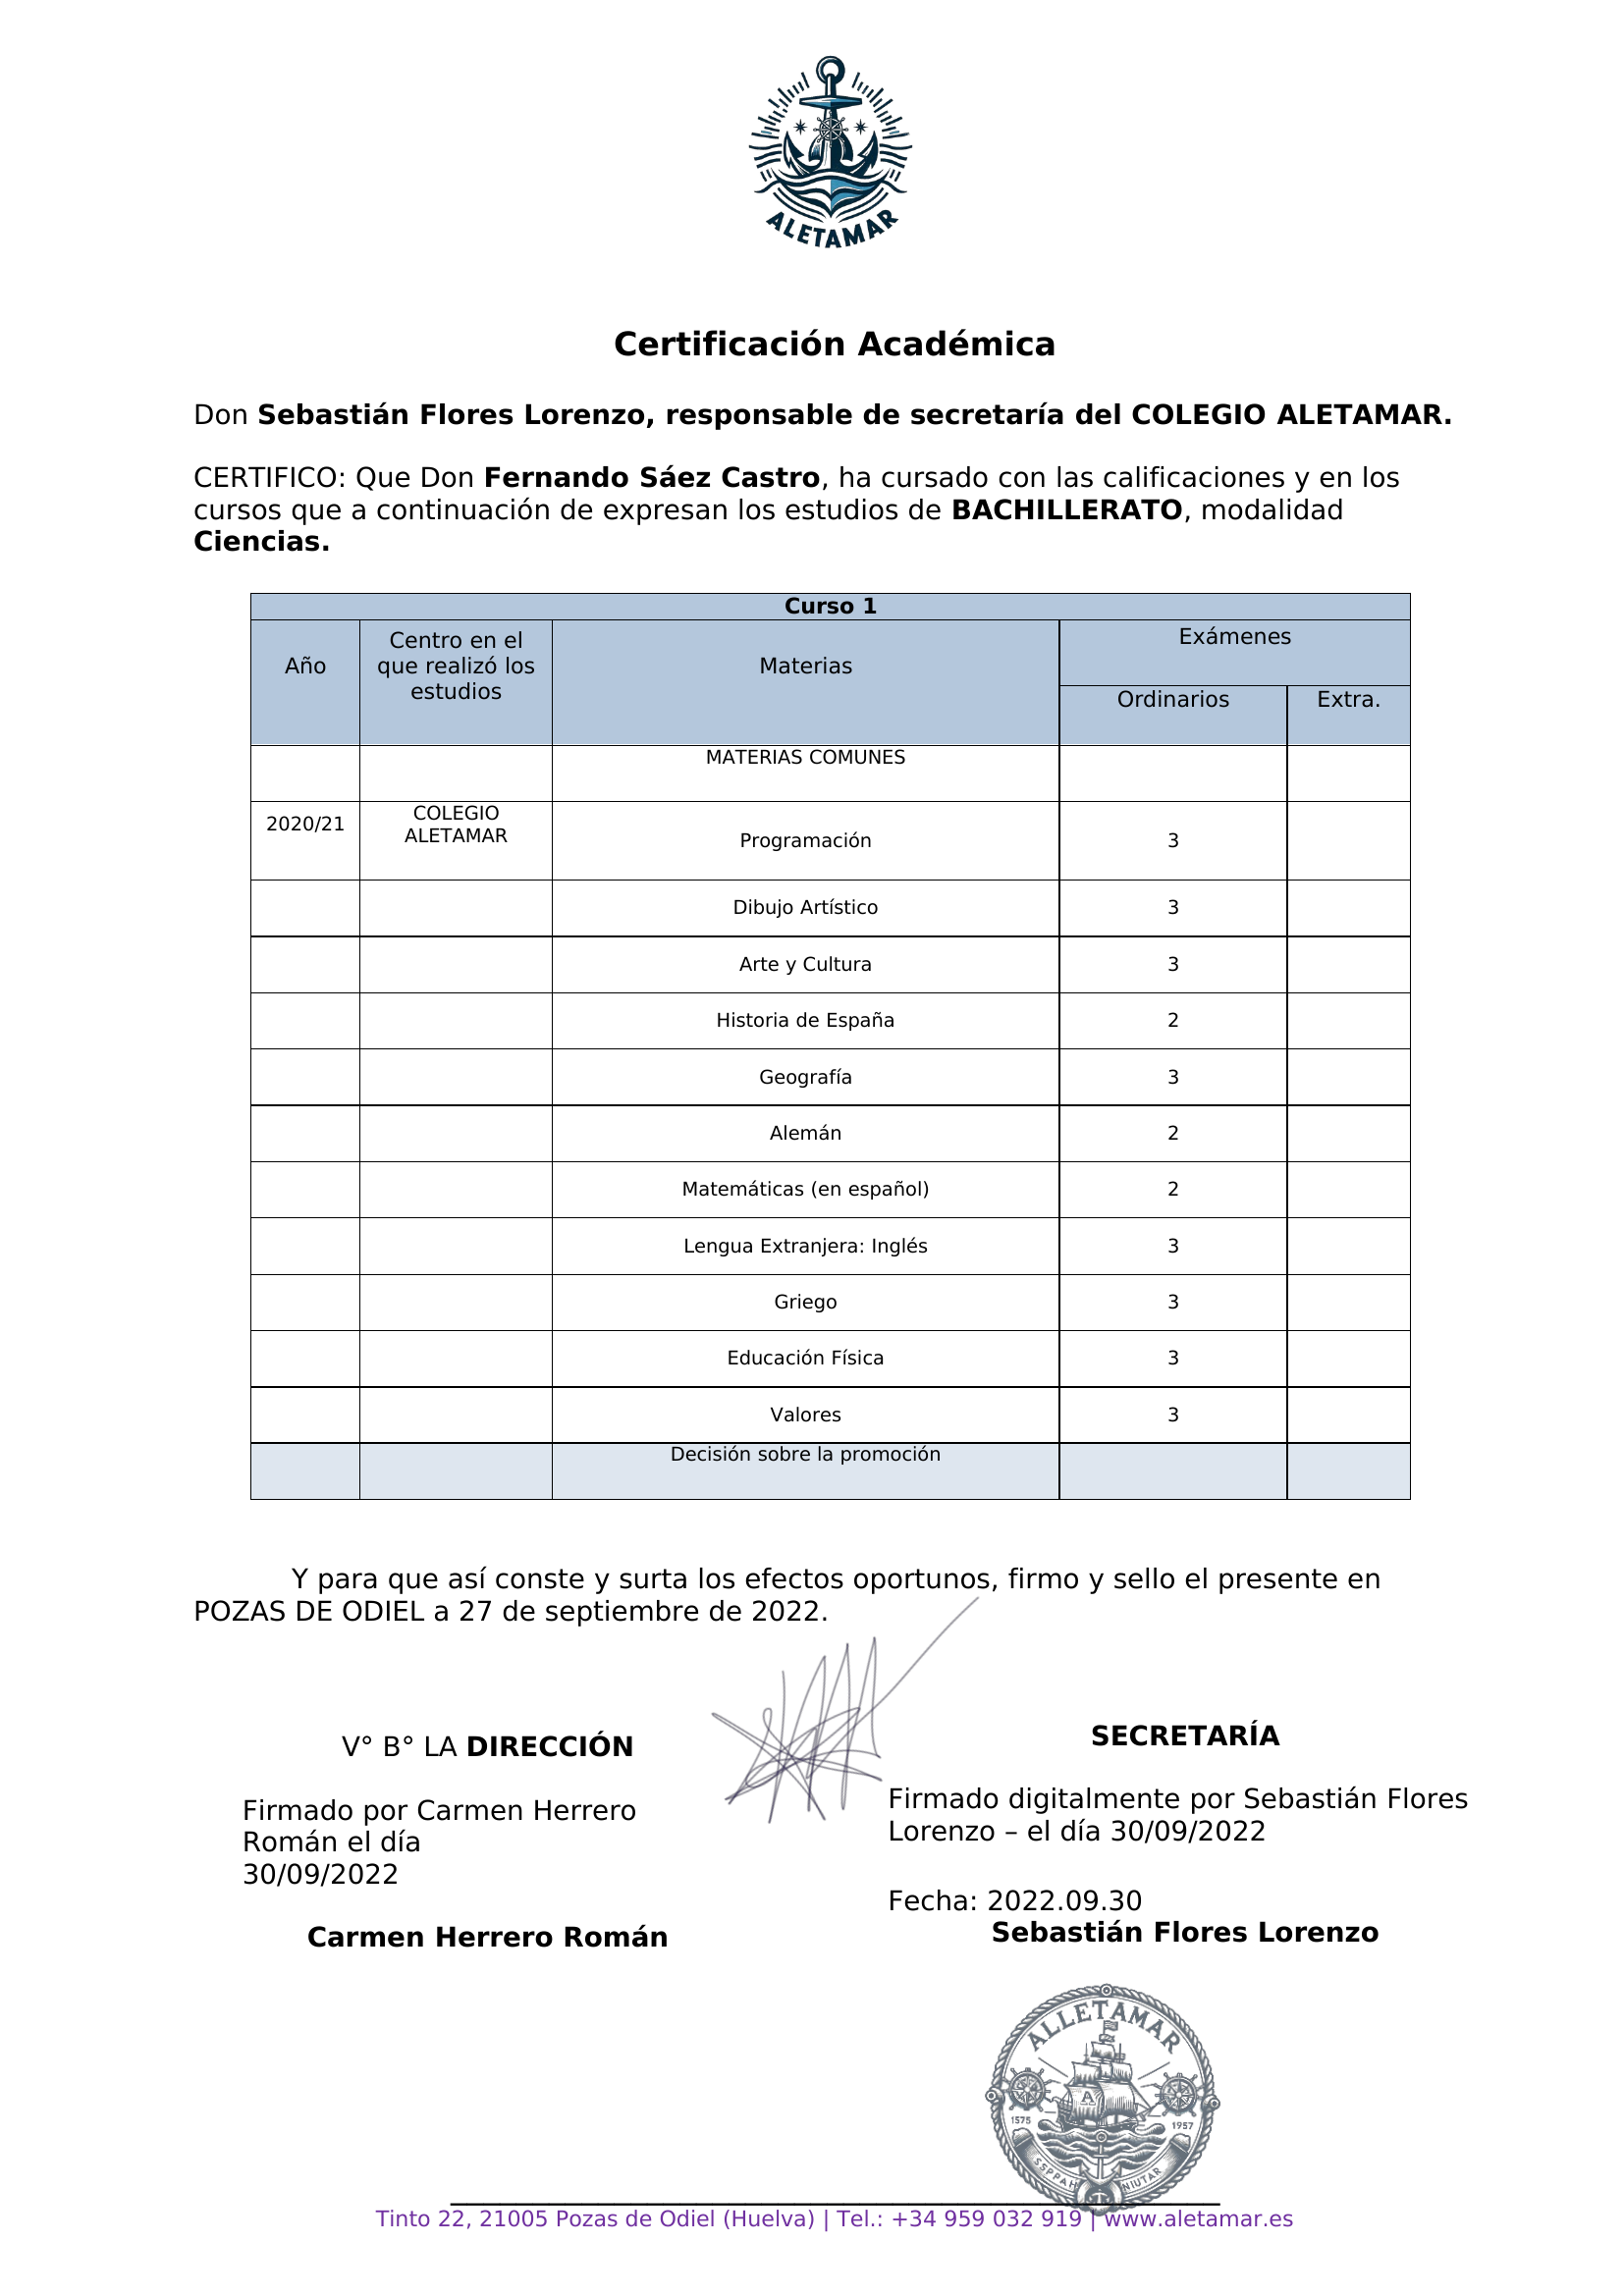 ALETAMAR
Certificación Académica
Don Sebastián Flores Lorenzo, responsable de secretaría del COLEGIO ALETAMAR.
CERTIFICO: Que Don Fernando Sáez Castro, ha cursado con las calificaciones y en los
cursos que a continuación de expresan los estudios de BACHILLERATO, modalidad
Ciencias.
Curso 1
Año
Centro en el
que realizó los
estudios
Materias
Exámenes
Ordinarios
Extra.
MATERIAS COMUNES
2020/21
COLEGIO
ALETAMAR
Programación 3
Dibujo Artístico 3
Arte y Cultura 3
Historia de España 2
Geografía 3
Alemán 2
Matemáticas (en español) 2
Lengua Extranjera: Inglés 3
Griego 3
Educación Física 3
Valores 3
Decisión sobre la promoción
Y para que así conste y surta los efectos oportunos, firmo y sello el presente en
POZAS DE ODIEL a 27 de septiembre de 2022.
V° B° LA DIRECCIÓN
Firmado por Carmen Herrero
Román el día
30/09/2022
Carmen Herrero Román
SECRETARÍA
Firmado digitalmente por Sebastián Flores
Lorenzo – el día 30/09/2022
Fecha: 2022.09.30
Sebastián Flores Lorenzo
ALLETAMAR
A
1575
1957
SSPPAH
NIUTAR
Tinto 22, 21005 Pozas de Odiel (Huelva) | Tel.: +34 959 032 919 | www.aletamar.es